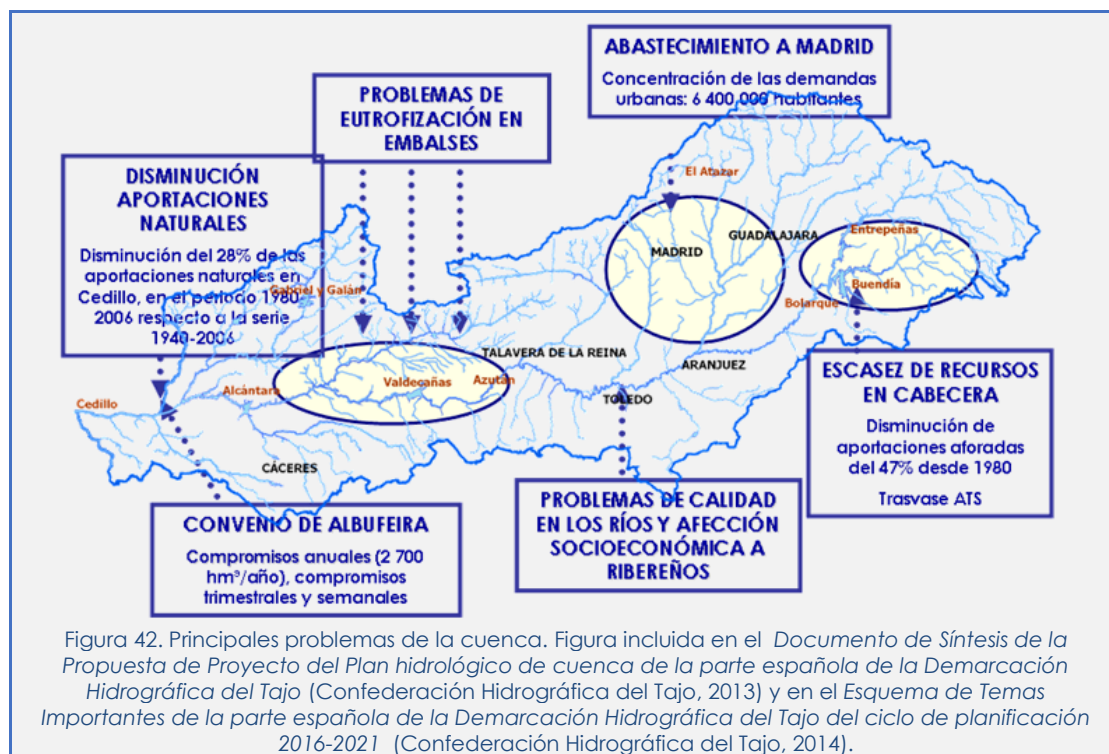 ABASTECIMIENTO A MADRID
Concentración de las demandas
urbanas: 6 400 000 habitantes
PROBLEMAS DE
EUTROFIZACIÓN EN
EMBALSES
DISMINUCIÓN
APORTACIONES
NATURALES
Disminución del 28% de las
aportaciones naturales en
Cedillo, en el período 1980-
2006 respecto a la serie
1940-2006
El Atazar
GUADALAJARA
Entrepeñas
MADRID
Buendía
Gabriel y Galán
Bolarque
TALAVERA DE LA REINA
ARANJUEZ
Valdecañas
Azután
Alcántara
Cedillo
TOLEDO
CÁCERES
ESCASEZ DE RECURSOS
EN CABECERA
Disminución de
aportaciones aforadas
del 47% desde 1980
Trasvase ATS
CONVENIO DE ALBUFEIRA
Compromisos anuales (2 700
hm³/año), compromisos
trimestrales y semanales
PROBLEMAS DE CALIDAD
EN LOS RÍOS Y AFECCIÓN
SOCIOECONÓMICA A
RIBEREÑOS
Figura 42. Principales problemas de la cuenca. Figura incluida en el Documento de Síntesis de la
Propuesta de Proyecto del Plan hidrológico de cuenca de la parte española de la Demarcación
Hidrográfica del Tajo (Confederación Hidrográfica del Tajo, 2013) y en el Esquema de Temas
Importantes de la parte española de la Demarcación Hidrográfica del Tajo del ciclo de planificación
2016-2021 (Confederación Hidrográfica del Tajo, 2014).